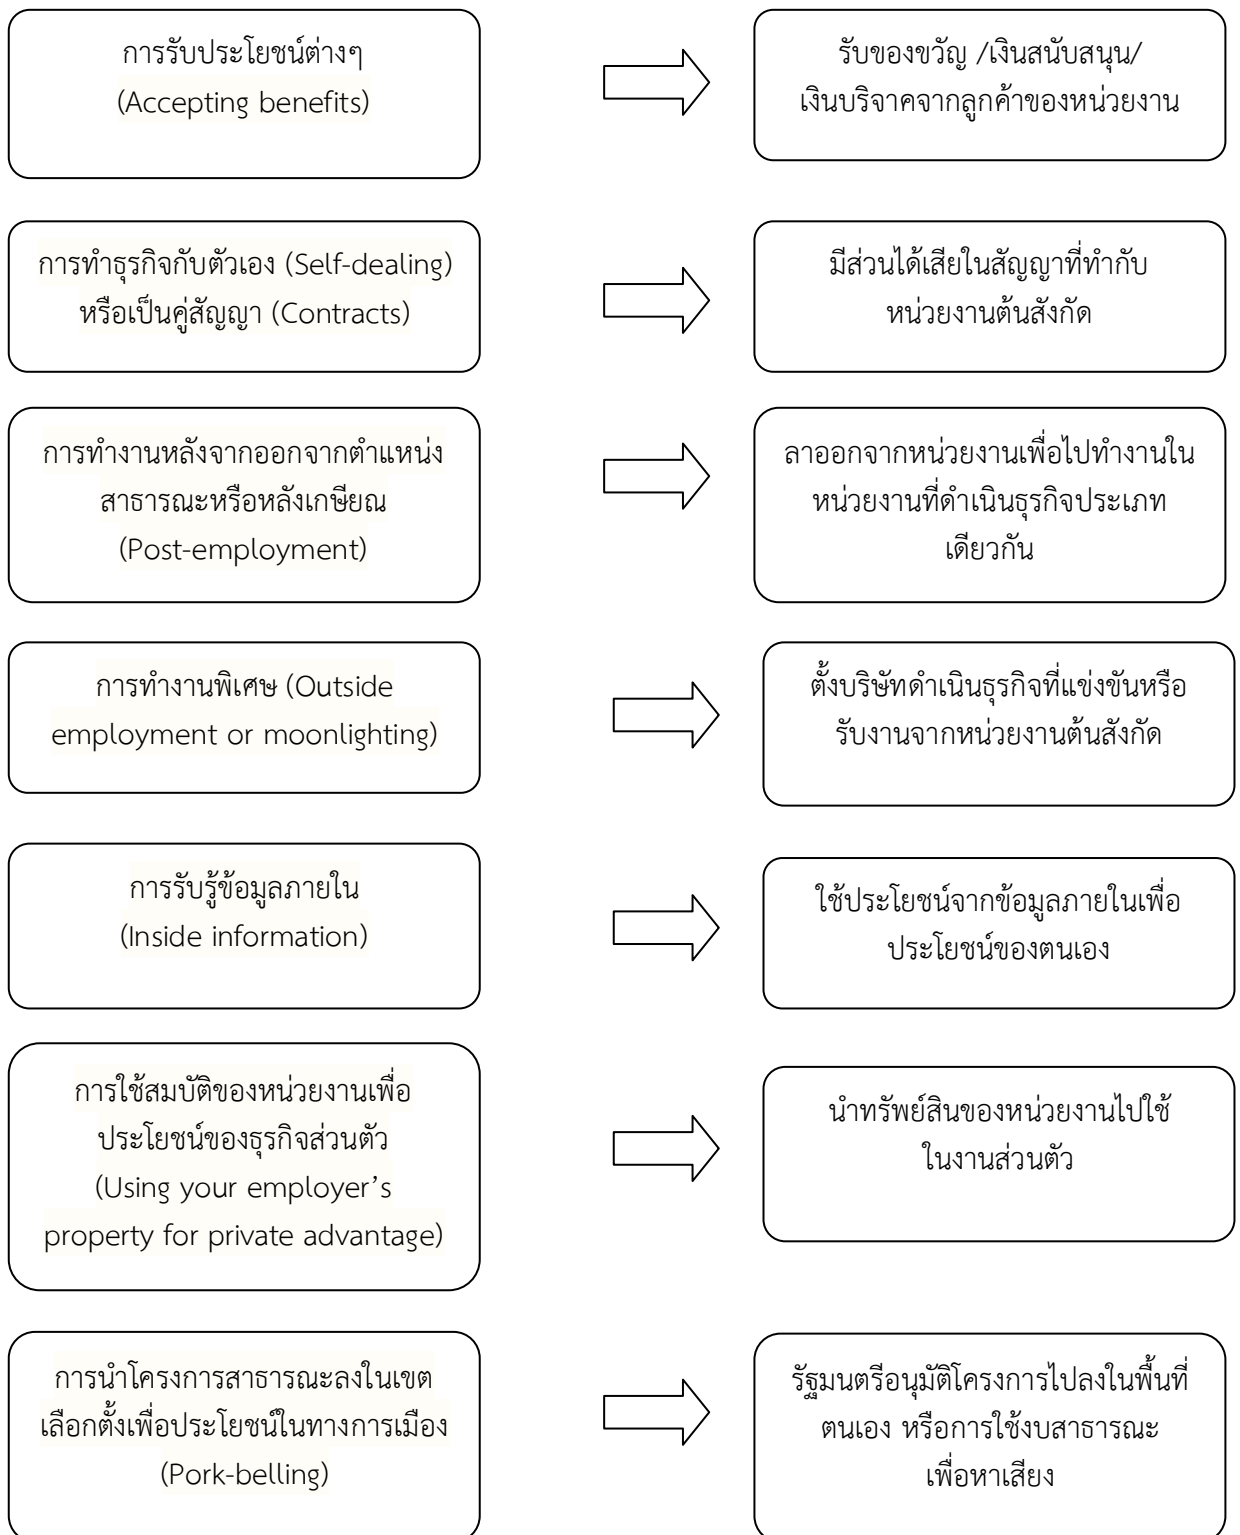 การรับประโยชน์ต่างๆ
(Accepting benefits)
รับของขวัญ /เงินสนับสนุน/
เงินบริจาคจากลูกค้าของหน่วยงาน
การทำธุรกิจกับตัวเอง (Self-dealing)
หรือเป็นคู่สัญญา (Contracts)
มีส่วนได้เสียในสัญญาที่ทำกับ
หน่วยงานต้นสังกัด
การทำงานหลังจากออกจากตำแหน่ง
สาธารณะหรือหลังเกษียณ
(Post-employment)
ลาออกจากหน่วยงานเพื่อไปทำงานใน
หน่วยงานที่ดำเนินธุรกิจประเภท
เดียวกัน
การทำงานพิเศษ (Outside
employment or moonlighting)
ตั้งบริษัทดำเนินธุรกิจที่แข่งขันหรือ
รับงานจากหน่วยงานต้นสังกัด
การรับรู้ข้อมูลภายใน
(Inside information)
ใช้ประโยชน์จากข้อมูลภายในเพื่อ
ประโยชน์ของตนเอง
การใช้สมบัติของหน่วยงานเพื่อ
ประโยชน์ของธุรกิจส่วนตัว
(Using your employer’s
property for private advantage)
นำทรัพย์สินของหน่วยงานไปใช้
ในงานส่วนตัว
การนำโครงการสาธารณะลงในเขต
เลือกตั้งเพื่อประโยชน์ในทางการเมือง
(Pork-belling)
รัฐมนตรีอนุมัติโครงการไปลงในพื้นที่
ตนเอง หรือการใช้งบสาธารณะ
เพื่อหาเสียง